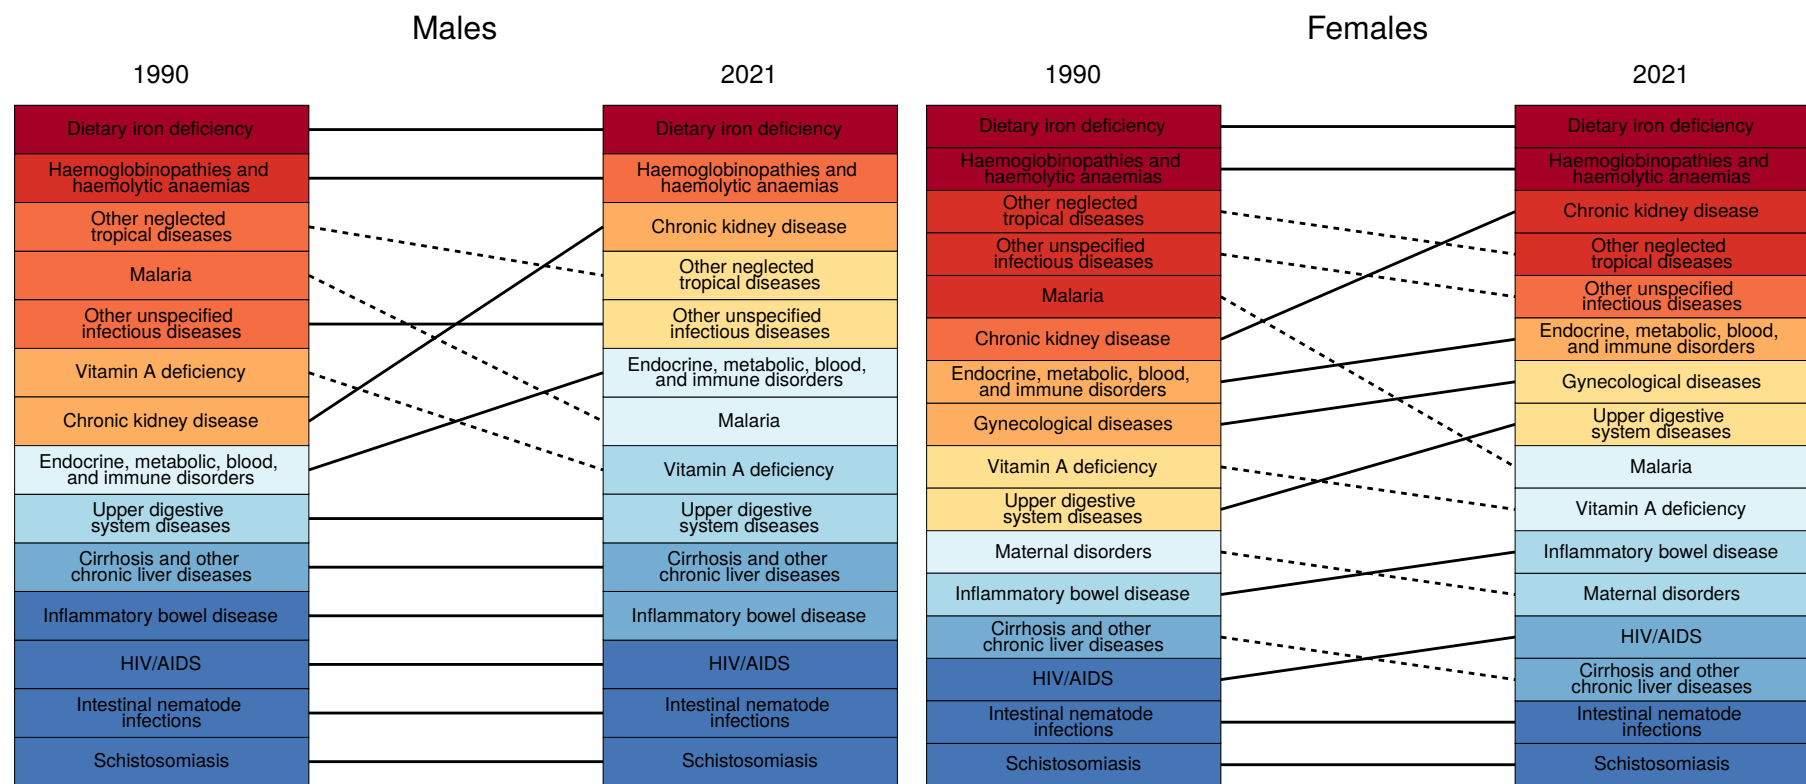 Males
1990
2021
Dietary iron deficiency
Haemoglobinopathies and
haemolytic anaemias
Other neglected
tropical diseases
Malaria
Other unspecified
infectious diseases
Vitamin A deficiency
Chronic kidney disease
Endocrine, metabolic, blood,
and immune disorders
Upper digestive
system diseases
Cirrhosis and other
chronic liver diseases
Inflammatory bowel disease
HIV/AIDS
Intestinal nematode
infections
Schistosomiasis
Dietary iron deficiency
Haemoglobinopathies and
haemolytic anaemias
Chronic kidney disease
Other neglected
tropical diseases
Other unspecified
infectious diseases
Endocrine, metabolic, blood,
and immune disorders
Malaria
Vitamin A deficiency
Upper digestive
system diseases
Cirrhosis and other
chronic liver diseases
Inflammatory bowel disease
HIV/AIDS
Intestinal nematode
infections
Schistosomiasis
Females
1990
2021
Dietary iron deficiency
Haemoglobinopathies and
haemolytic anaemias
Other neglected
tropical diseases
Other unspecified
infectious diseases
Malaria
Chronic kidney disease
Endocrine, metabolic, blood,
and immune disorders
Gynecological diseases
Vitamin A deficiency
Upper digestive
system diseases
Maternal disorders
Inflammatory bowel disease
Cirrhosis and other
chronic liver diseases
HIV/AIDS
Intestinal nematode
infections
Schistosomiasis
Dietary iron deficiency
Haemoglobinopathies and
haemolytic anaemias
Chronic kidney disease
Other neglected
tropical diseases
Other unspecified
infectious diseases
Endocrine, metabolic, blood,
and immune disorders
Gynecological diseases
Upper digestive
system diseases
Malaria
Vitamin A deficiency
Inflammatory bowel disease
Maternal disorders
HIV/AIDS
Cirrhosis and other
chronic liver diseases
Intestinal nematode
infections
Schistosomiasis